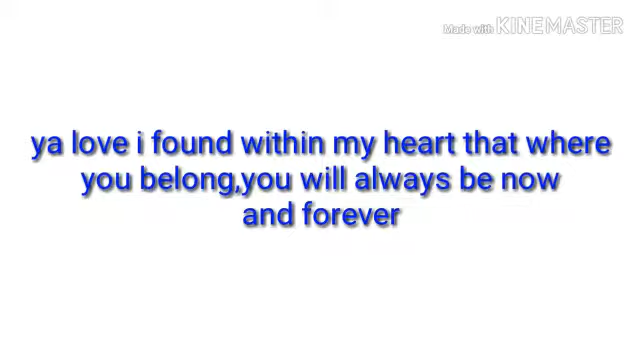 Made with KINEMASTER
ya love i found within my heart that where
you belong,you will always be now
and forever